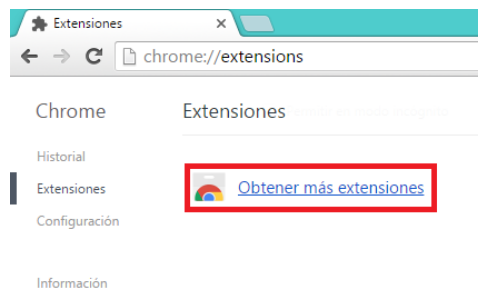 Extensiones
chrome://extensions
Chrome
Extensiones
Historial
Extensiones
Obtener más extensiones
Configuración
Información